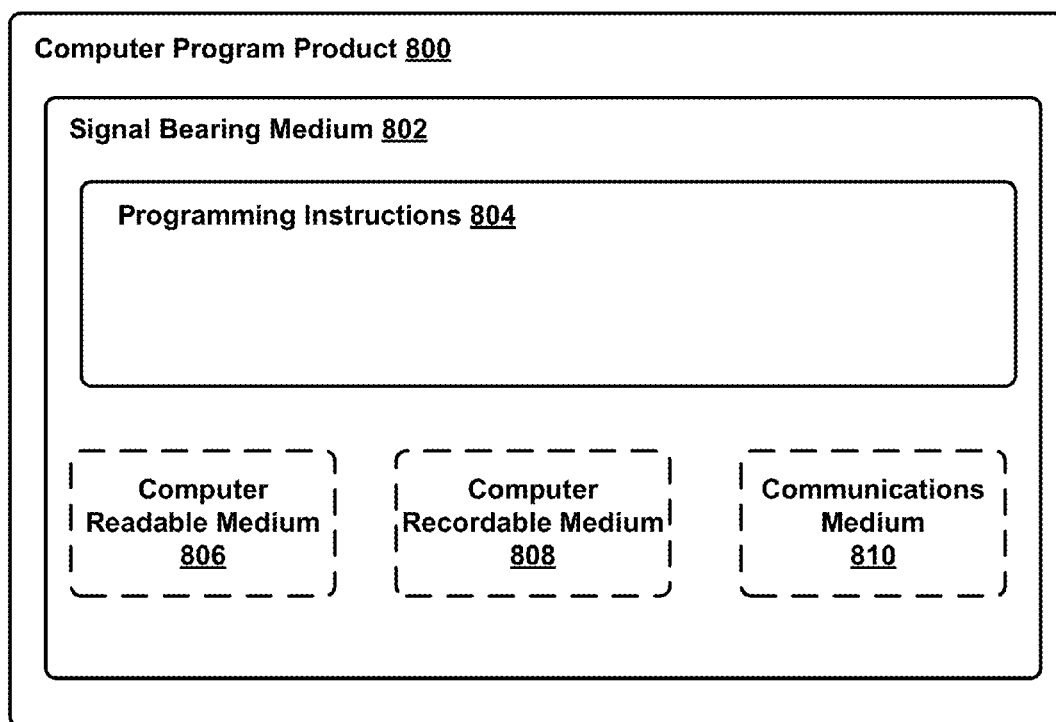 Computer Program Product 800
Signal Bearing Medium 802
Programming Instructions 804
Computer
Readable Medium
806
Computer
Recordable Medium
808
Communications
Medium
810